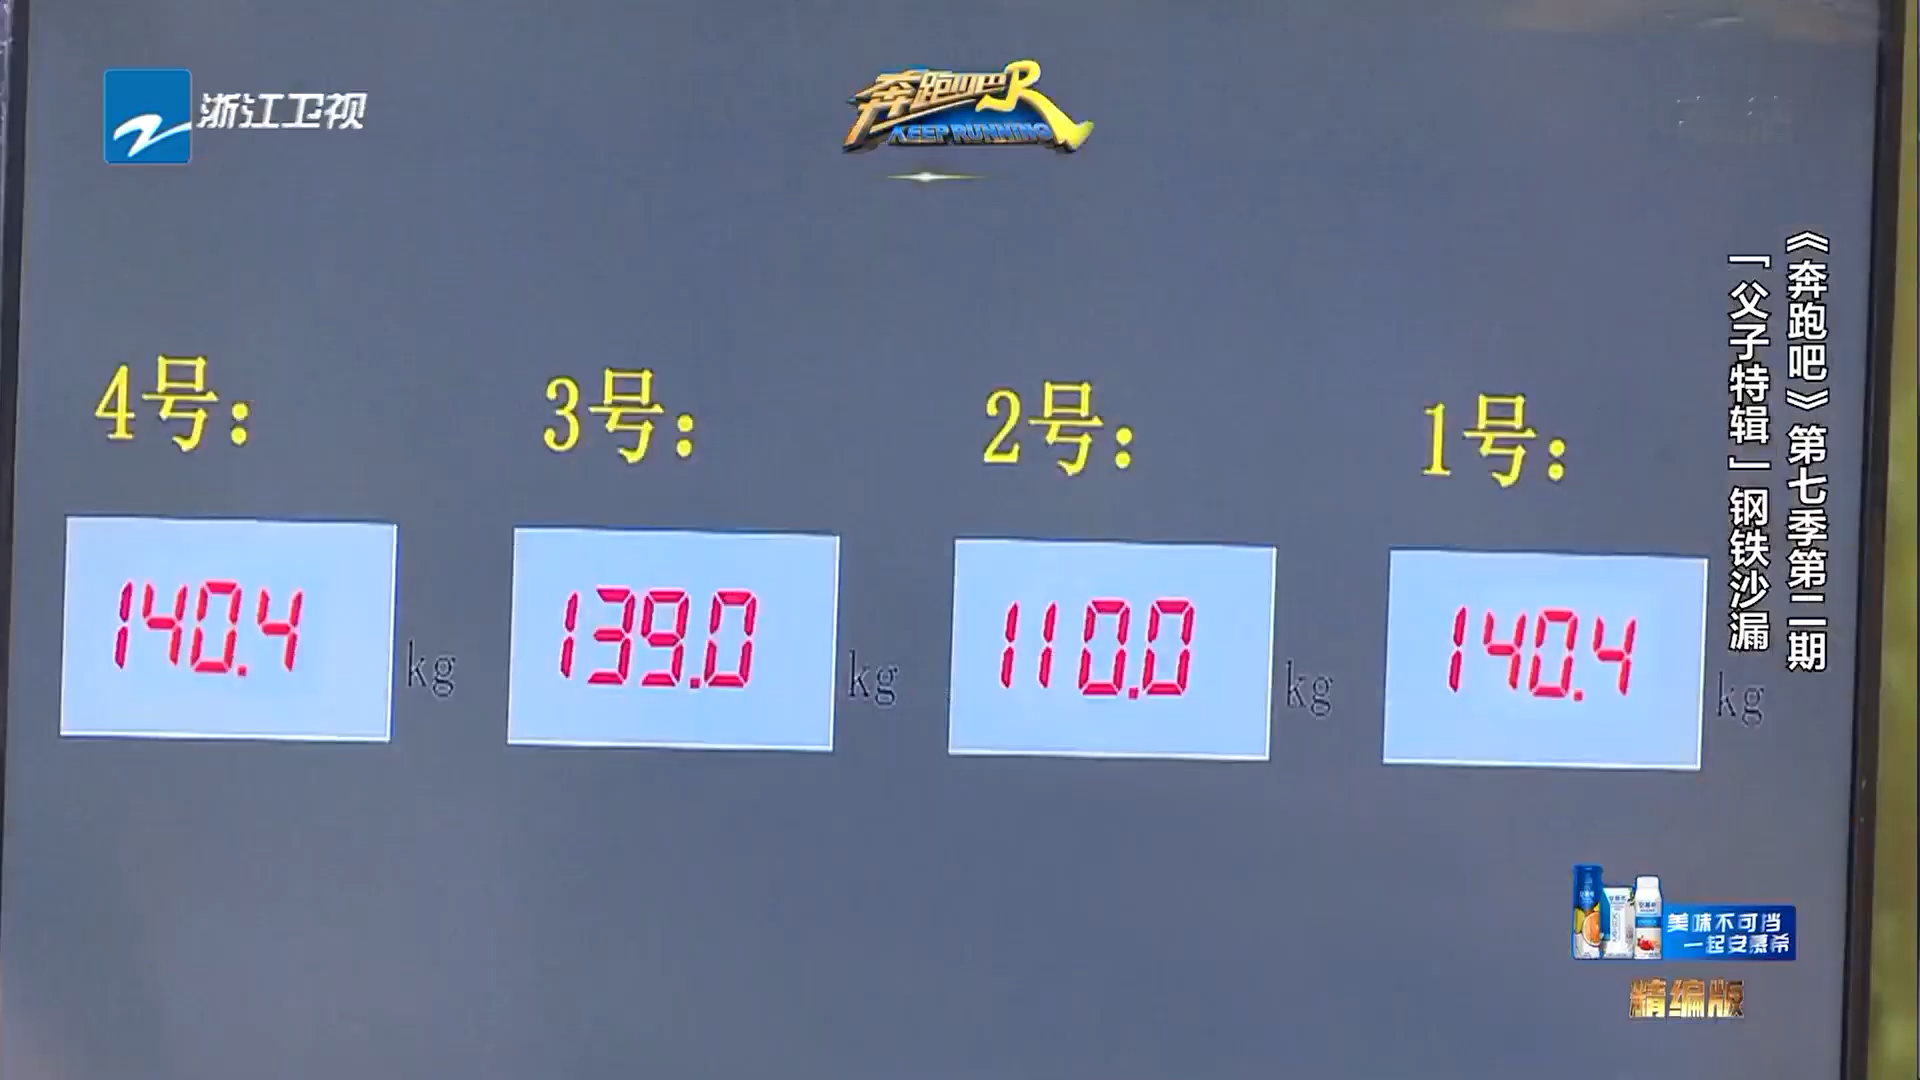 浙江卫视
奔跑吧R
KEEP RUNNING
《奔跑吧》第七季第二期
「父子特辑」钢铁沙漏
4号：
3号：
2号：
1号：
140.4 kg
139.0 kg
110.0 kg
140.4 kg
美味不可挡
一起安慕希
精编版